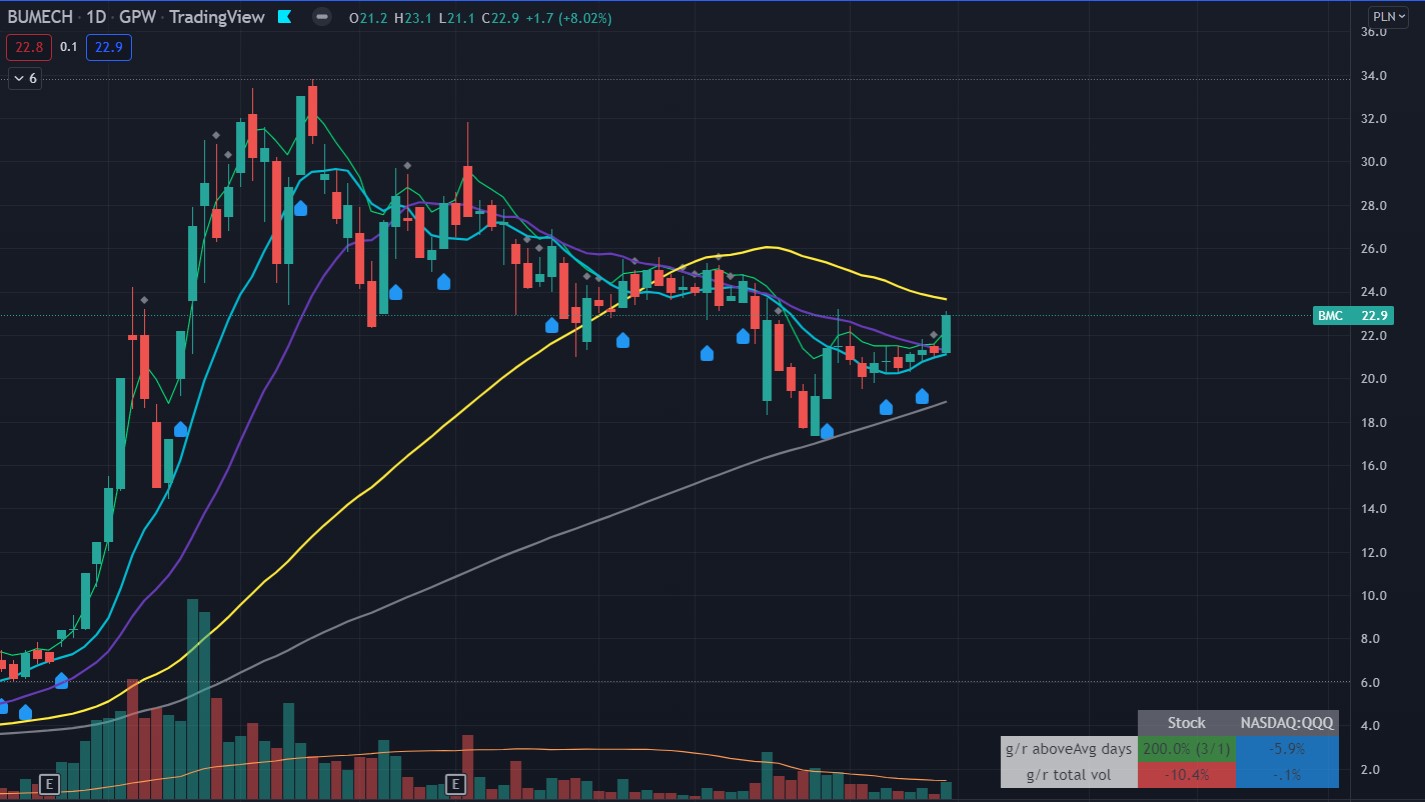 BUMECH · 1D · GPW · TradingView O21.2 H23.1 L21.1 C22.9 +1.7 (+8.02%)
PLN
22.8 0.1 22.9
6
36.0
34.0
32.0
30.0
28.0
26.0
24.0
BMC 22.9
22.0
20.0
18.0
16.0
14.0
12.0
10.0
8.0
6.0
4.0
2.0
Stock NASDAQ:QQQ
g/r aboveAvg days 200.0% (3/1) -5.9%
g/r total vol -10.4% -.1%
E E